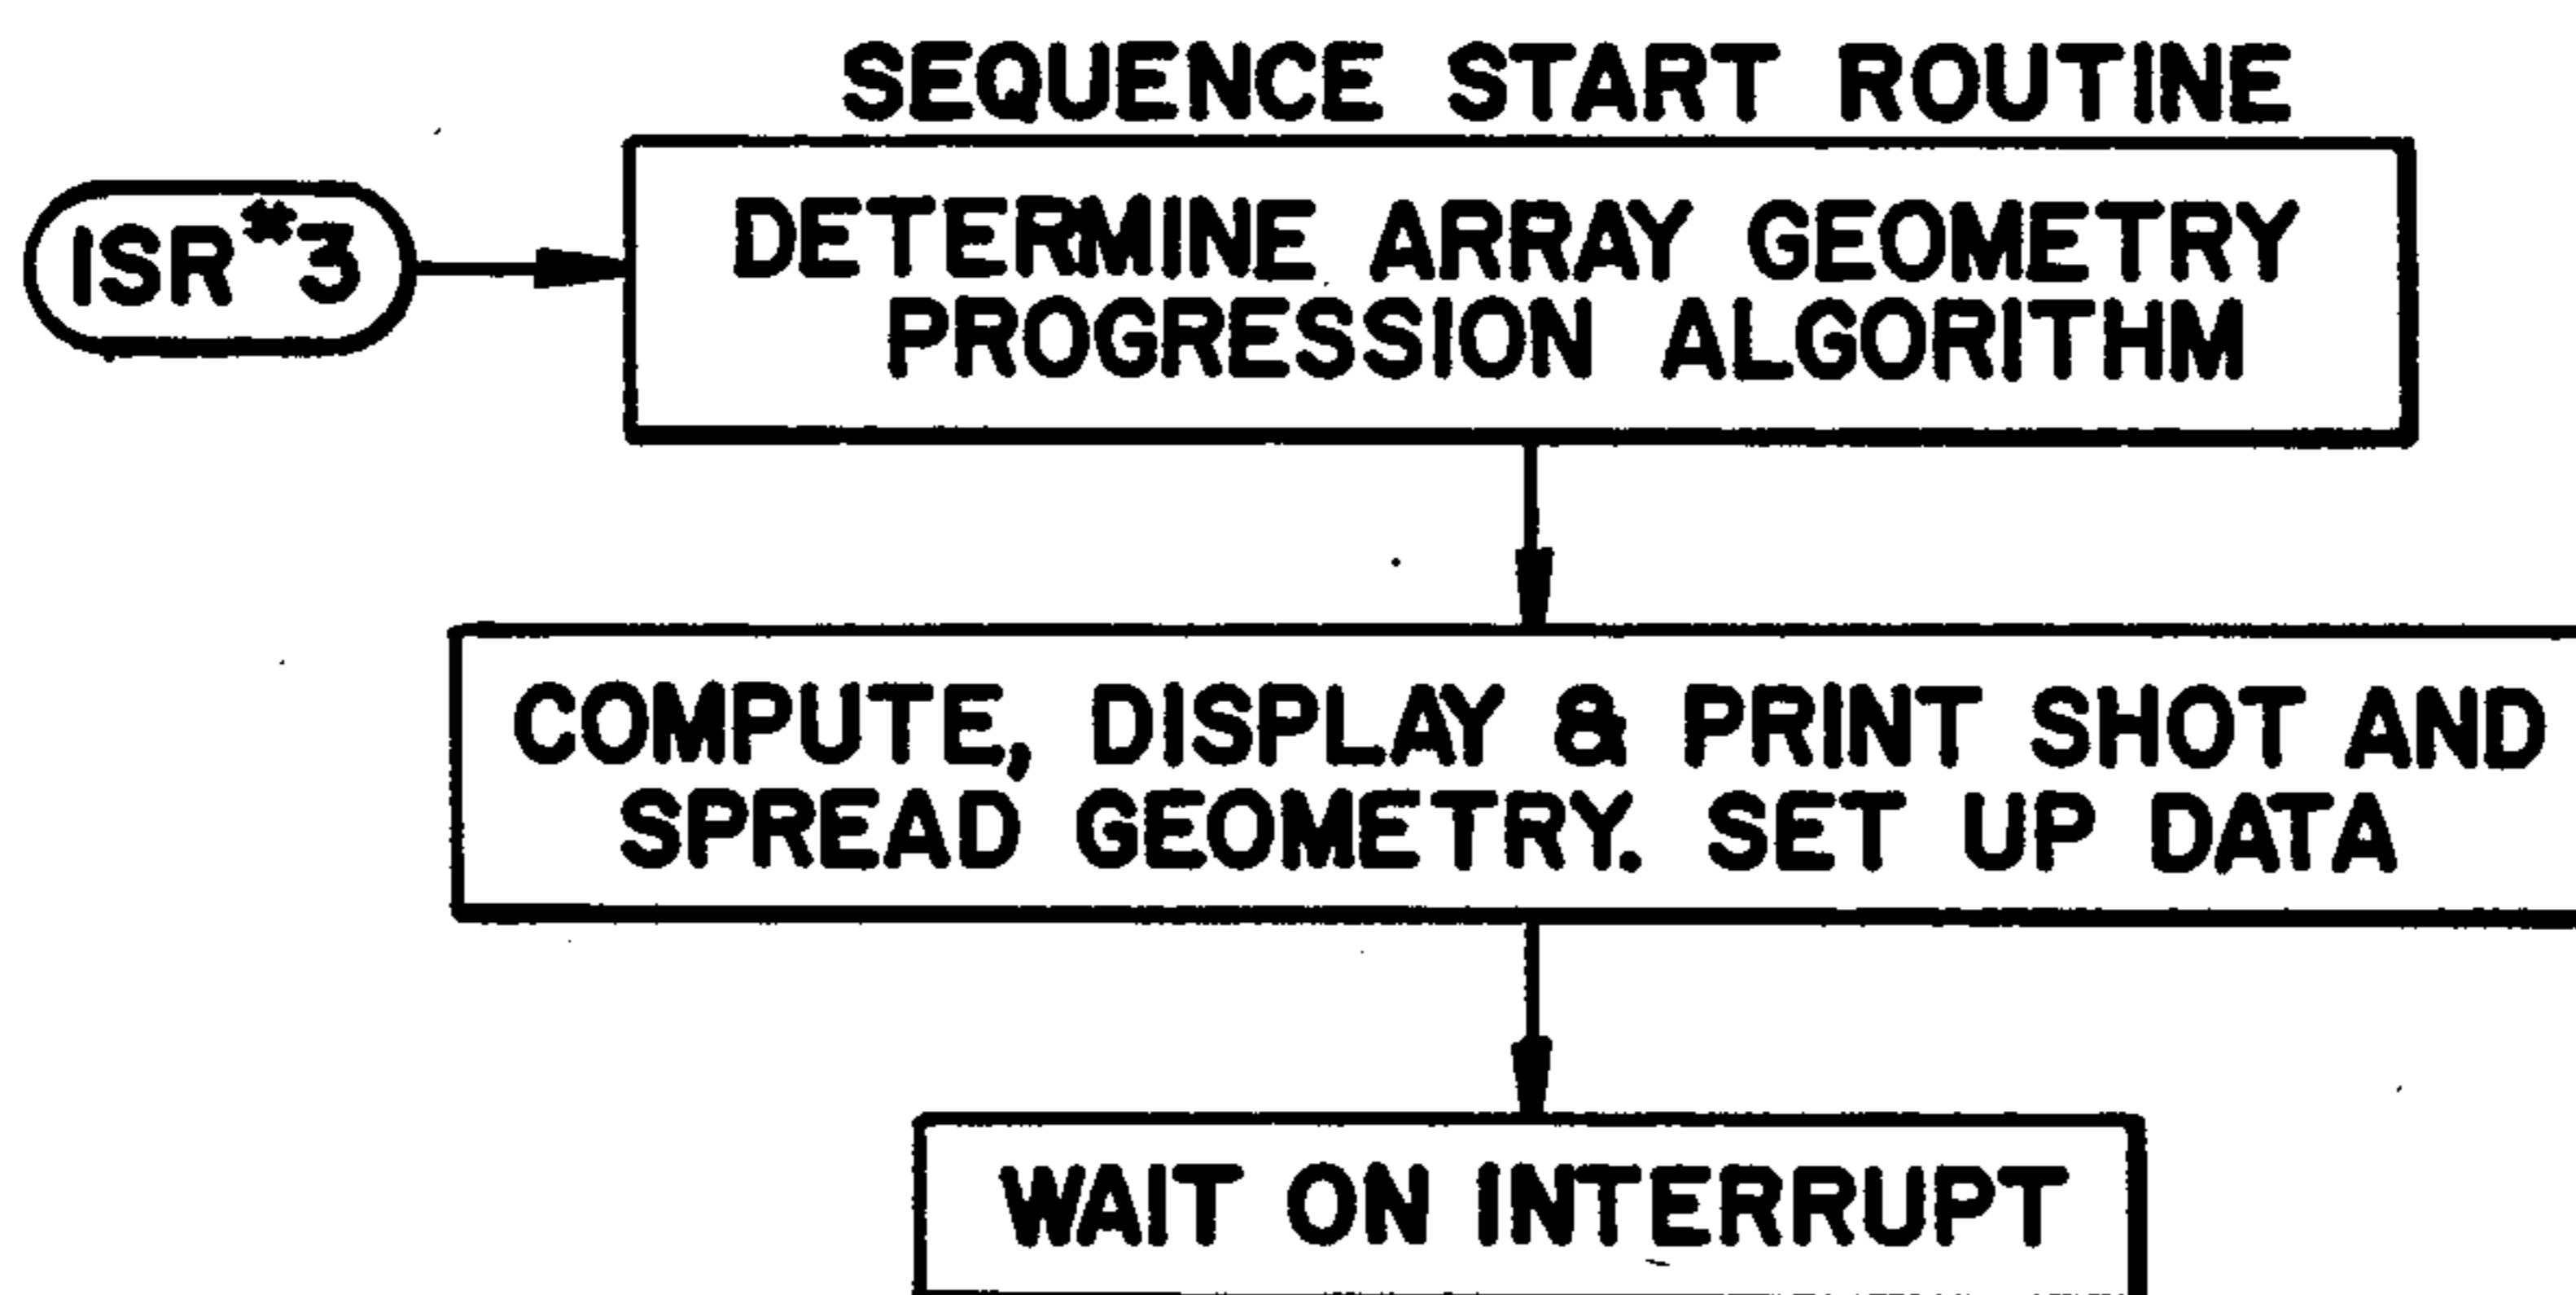 SEQUENCE START ROUTINE
ISR#3
DETERMINE ARRAY GEOMETRY
PROGRESSION ALGORITHM
COMPUTE, DISPLAY & PRINT SHOT AND
SPREAD GEOMETRY. SET UP DATA
WAIT ON INTERRUPT